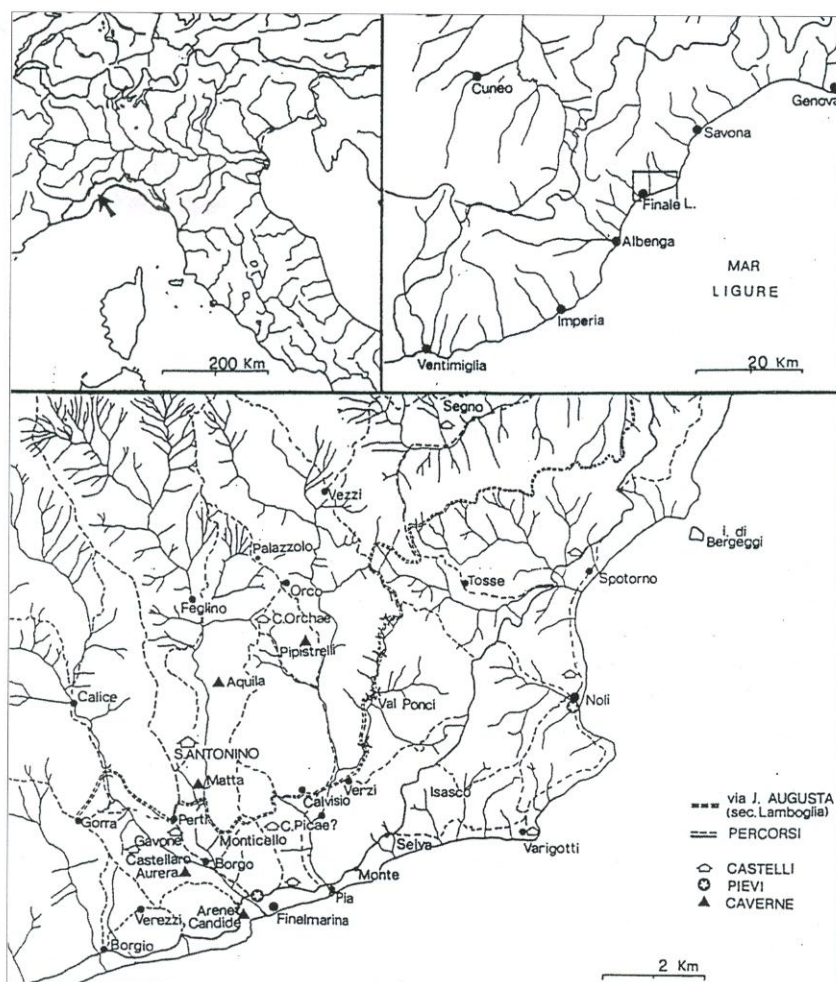 200 Km
Cuneo
Genova
Savona
Finale L.
Albenga
MAR
LIGURE
Imperia
Ventimiglia
20 Km
Segno
Vezzi
i. di
Bergeggi
Palazzolo
Spotorno
Orco
Tosse
Feglino
C.Orchae
Pipistrelli
Aquila
Val Ponci
Noli
Calice
S.ANTONINO
Matta
Verzi
Calvisio
Isasco
Perti
Gorra
C.Picae?
Gavone
Monticello
Selva
Varigotti
Castellaro
Borgo
Aurera
Monte
Pia
Arene
Candide
Finalmarina
Verezzi
Borgio
via J. AUGUSTA
(sec. Lamboglia)
PERCORSI
CASTELLI
PIEVI
CAVERNE
2 Km